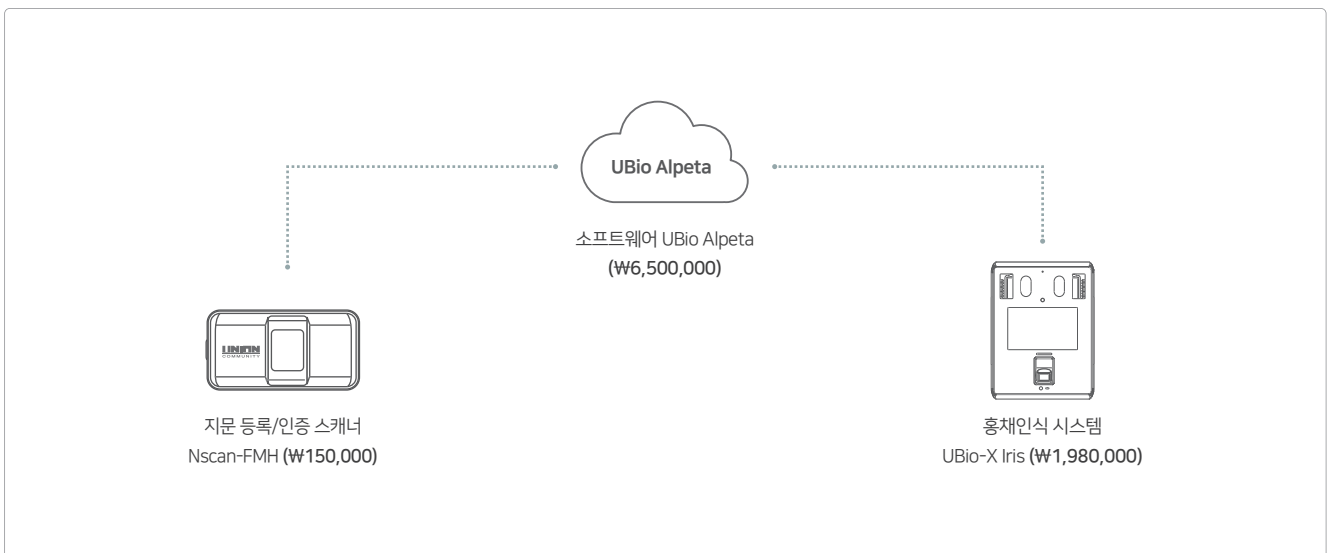 UBio Alpeta
소프트웨어 UBio Alpeta
(₩6,500,000)
UNION
COMMUNITY
지문 등록/인증 스캐너
Nscan-FMH (₩150,000)
홍채인식 시스템
UBio-X Iris (₩1,980,000)